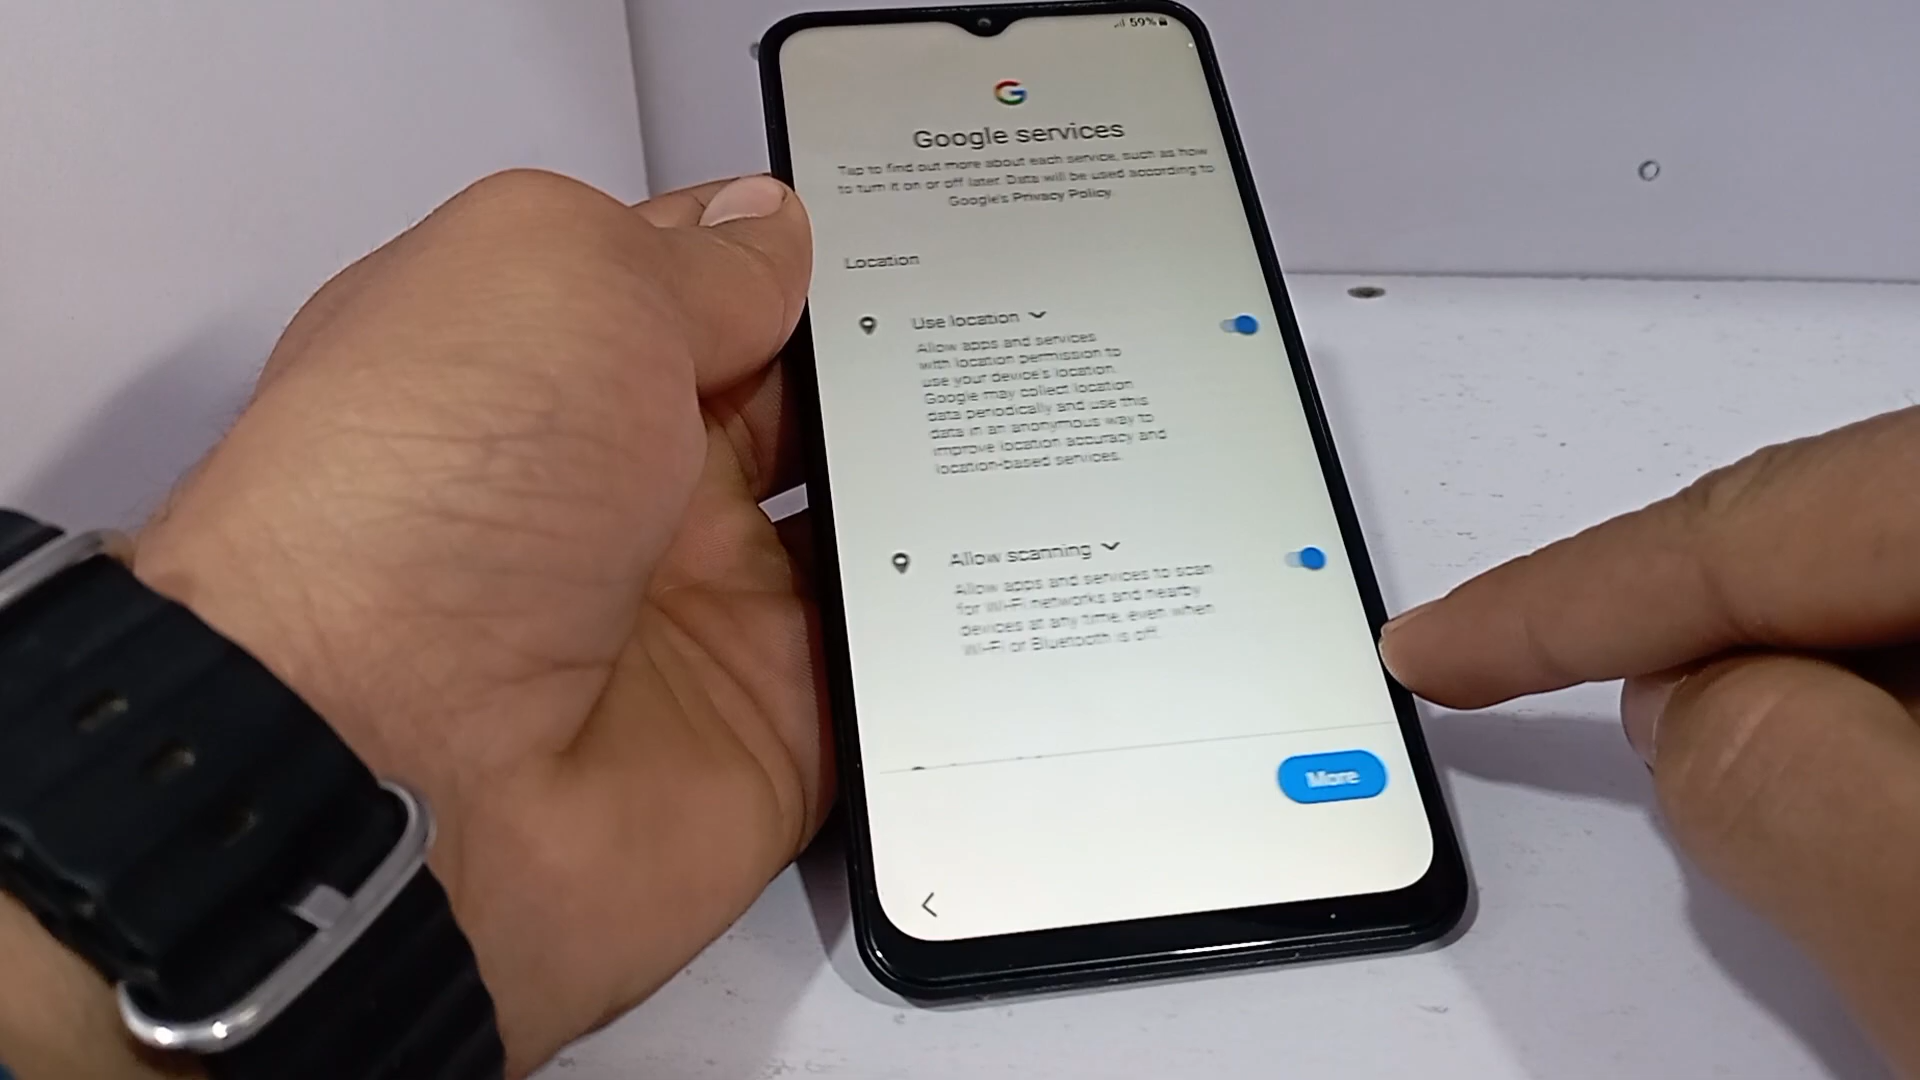 59%
Google services
Tap to find out more about each service, such as how
to turn it on or off later. Data will be used according to
Google's Privacy Policy.
Location
Use location
Allow apps and services
with location permission to
use your device's location.
Google may collect location
data periodically and use this
data in an anonymous way to
improve location accuracy and
location-based services.
Allow scanning
Allow apps and services to scan
for Wi-Fi networks and nearby
devices at any time, even when
Wi-Fi or Bluetooth is off.
More